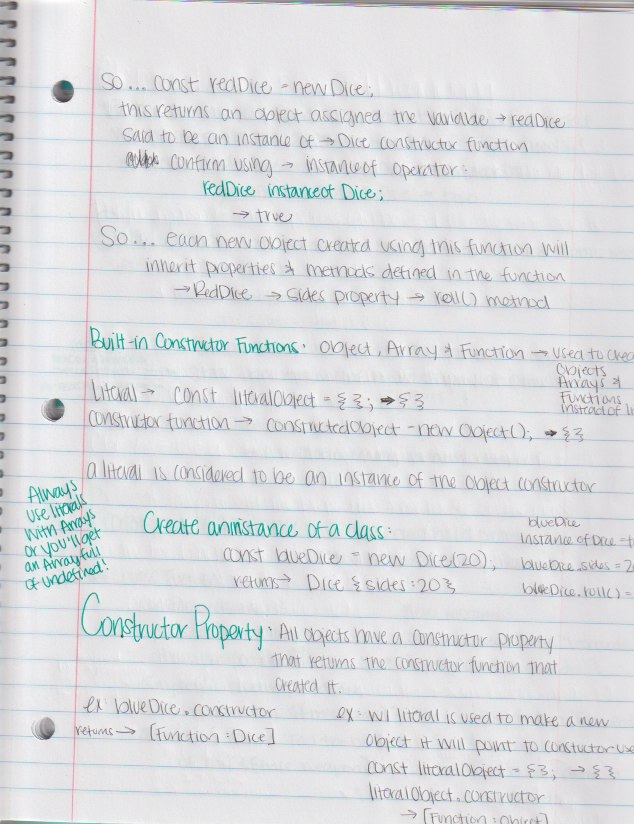 So... const redDice = new Dice;
this returns an object assigned the variable → redDice
said to be an instance of → Dice constructor function
confirm using → instanceof operator:
redDice instanceof Dice;
→ true
So... each new object created using this function will
inherit properties & methods defined in the function
→ RedDice → sides property → roll() method
Built-in Constructor Functions: Object, Array & Function → used to crea
Objects
Arrays &
Functions
instead of li
Literal → const literalObject = {}; → {}
constructor function → constructedObject = new Object(); → {}
a literal is considered to be an instance of the object constructor
Always
use literals
with Arrays
or you'll get
an Array full
of undefined!
Create an instance of a class:
const blueDice = new Dice(20);
returns → Dice {sides:20}
blueDice
instance of Dice = t
blueDice.sides = 2
blueDice.roll() =
Constructor Property: All objects have a constructor property
that returns the constructor function that
created it.
ex: blueDice.constructor
returns → [Function: Dice]
ex: w/ literal is used to make a new
object it will point to constuctor use
const literalObject = {}; → {}
literalObject.constructor
→ [Function: Object]